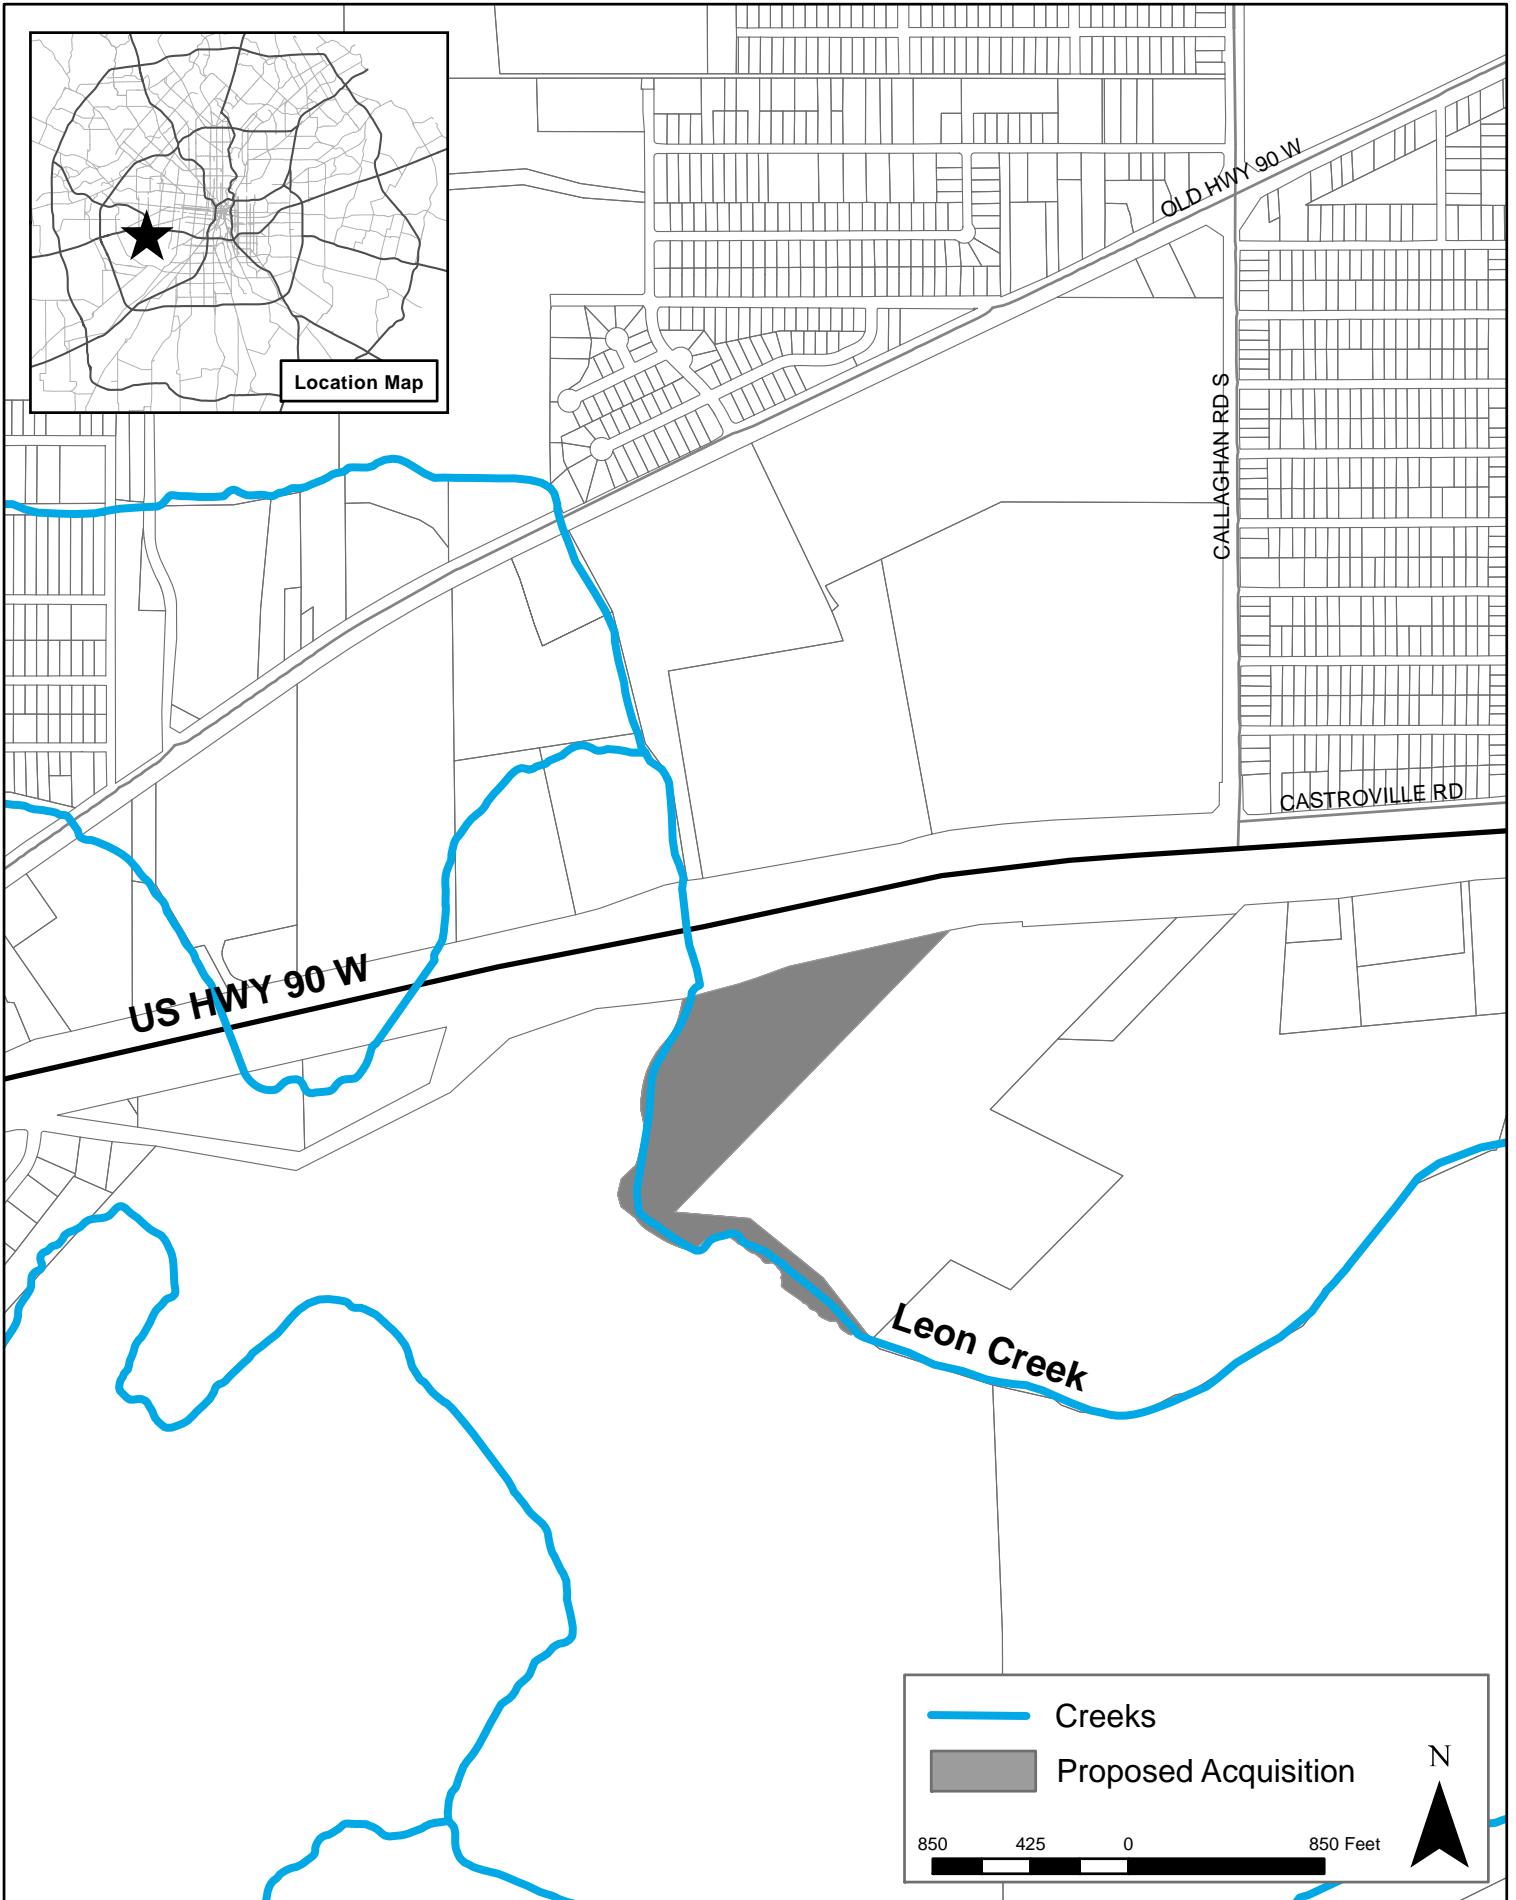 OLD HWY 90 W
Location Map
CALLAGHAN RD S
CASTROVILLE RD
US HWY 90 W
Leon Creek
Creeks
Proposed Acquisition
N
850 425 0 850 Feet